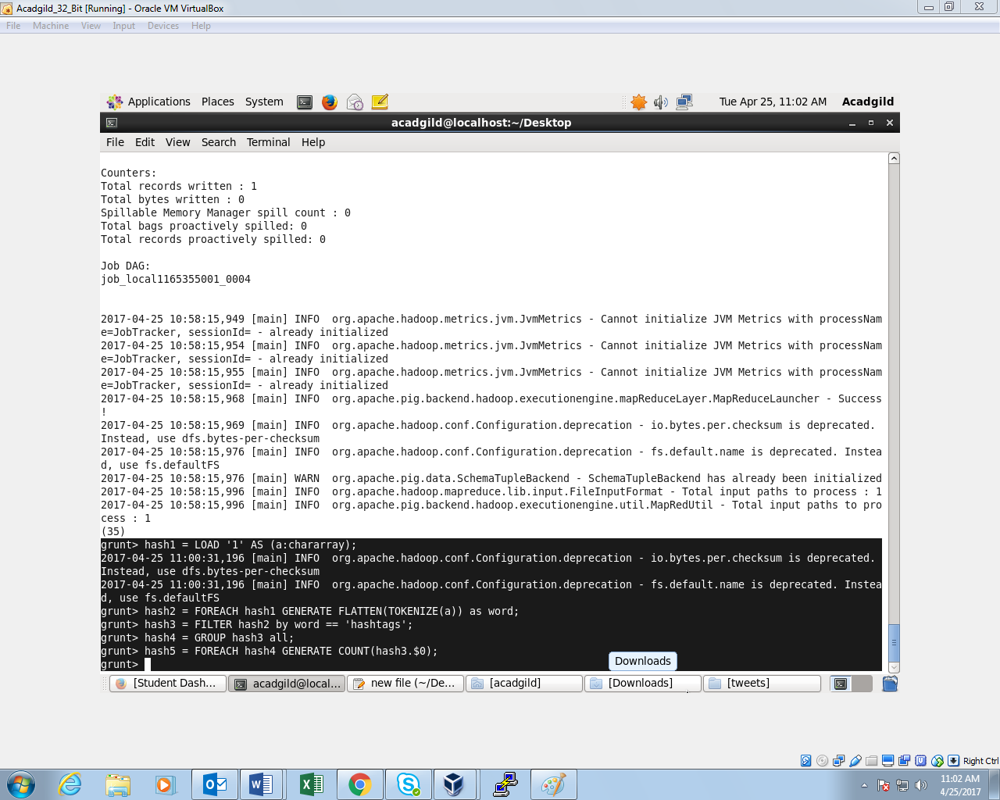 Acadgild_32_Bit [Running] - Oracle VM VirtualBox
File Machine View Input Devices Help
Applications Places System Tue Apr 25, 11:02 AM Acadgild
acadgild@localhost:~/Desktop
File Edit View Search Terminal Help
Counters:
Total records written : 1
Total bytes written : 0
Spillable Memory Manager spill count : 0
Total bags proactively spilled: 0
Total records proactively spilled: 0
Job DAG:
job_local1165355001_0004
2017-04-25 10:58:15,949 [main] INFO  org.apache.hadoop.metrics.jvm.JvmMetrics - Cannot initialize JVM Metrics with processNam
e=JobTracker, sessionId= - already initialized
2017-04-25 10:58:15,954 [main] INFO  org.apache.hadoop.metrics.jvm.JvmMetrics - Cannot initialize JVM Metrics with processNam
e=JobTracker, sessionId= - already initialized
2017-04-25 10:58:15,955 [main] INFO  org.apache.hadoop.metrics.jvm.JvmMetrics - Cannot initialize JVM Metrics with processNam
e=JobTracker, sessionId= - already initialized
2017-04-25 10:58:15,968 [main] INFO  org.apache.pig.backend.hadoop.executionengine.mapReduceLayer.MapReduceLauncher - Success
!
2017-04-25 10:58:15,969 [main] INFO  org.apache.hadoop.conf.Configuration.deprecation - io.bytes.per.checksum is deprecated.
Instead, use dfs.bytes-per-checksum
2017-04-25 10:58:15,976 [main] INFO  org.apache.hadoop.conf.Configuration.deprecation - fs.default.name is deprecated. Instea
d, use fs.defaultFS
2017-04-25 10:58:15,976 [main] WARN  org.apache.pig.data.SchemaTupleBackend - SchemaTupleBackend has already been initialized
2017-04-25 10:58:15,996 [main] INFO  org.apache.hadoop.mapreduce.lib.input.FileInputFormat - Total input paths to process : 1
2017-04-25 10:58:15,996 [main] INFO  org.apache.pig.backend.hadoop.executionengine.util.MapRedUtil - Total input paths to pro
cess : 1
(35)
grunt> hash1 = LOAD '1' AS (a:chararray);
2017-04-25 11:00:31,196 [main] INFO  org.apache.hadoop.conf.Configuration.deprecation - io.bytes.per.checksum is deprecated.
Instead, use dfs.bytes-per-checksum
2017-04-25 11:00:31,196 [main] INFO  org.apache.hadoop.conf.Configuration.deprecation - fs.default.name is deprecated. Instea
d, use fs.defaultFS
grunt> hash2 = FOREACH hash1 GENERATE FLATTEN(TOKENIZE(a)) as word;
grunt> hash3 = FILTER hash2 by word == 'hashtags';
grunt> hash4 = GROUP hash3 all;
grunt> hash5 = FOREACH hash4 GENERATE COUNT(hash3.$0);
grunt>
Downloads
[Student Dash... acadgild@local... new file (~/De... [acadgild] [Downloads] [tweets]
Right Ctrl
11:02 AM
4/25/2017